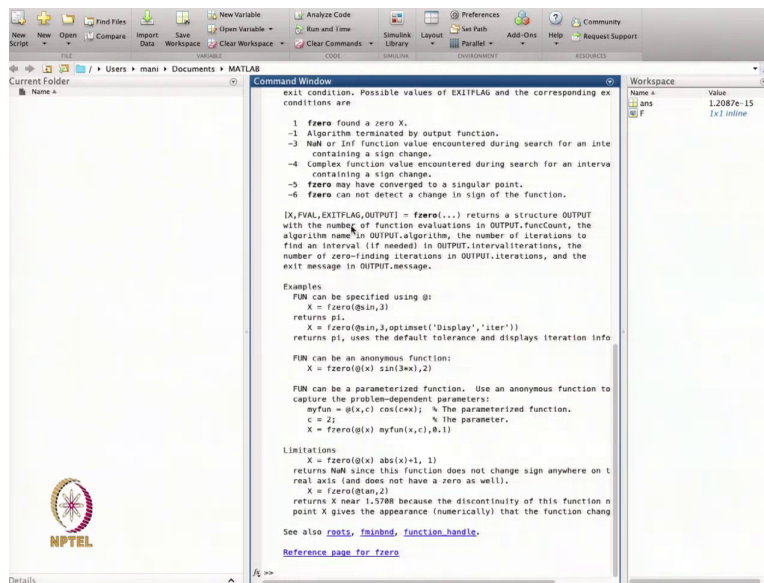 New Script
New
Open
Find Files
Compare
Import Data
Save Workspace
New Variable
Open Variable
Clear Workspace
Analyze Code
Run and Time
Clear Commands
Simulink Library
Layout
Preferences
Set Path
Parallel
Add-Ons
Help
Community
Request Support
FILE
VARIABLE
CODE
SIMULINK
ENVIRONMENT
RESOURCES
/ Users mani Documents MATLAB
Current Folder
Name
Command Window
exit condition. Possible values of EXITFLAG and the corresponding ex
conditions are
1 fzero found a zero X.
-1 Algorithm terminated by output function.
-3 NaN or Inf function value encountered during search for an inte
containing a sign change.
-4 Complex function value encountered during search for an interva
containing a sign change.
-5 fzero may have converged to a singular point.
-6 fzero can not detect a change in sign of the function.
[X,FVAL,EXITFLAG,OUTPUT] = fzero(...) returns a structure OUTPUT
with the number of function evaluations in OUTPUT.funcCount, the
algorithm name in OUTPUT.algorithm, the number of iterations to
find an interval (if needed) in OUTPUT.intervaliterations, the
number of zero-finding iterations in OUTPUT.iterations, and the
exit message in OUTPUT.message.
Examples
FUN can be specified using @:
X = fzero(@sin,3)
returns pi.
X = fzero(@sin,3,optimset('Display','iter'))
returns pi, uses the default tolerance and displays iteration info
FUN can be an anonymous function:
X = fzero(@(x) sin(3*x),2)
FUN can be a parameterized function. Use an anonymous function to
capture the problem-dependent parameters:
myfun = @(x,c) cos(c*x); % The parameterized function.
c = 2; % The parameter.
X = fzero(@(x) myfun(x,c),0.1)
Limitations
X = fzero(@(x) abs(x)+1, 1)
returns NaN since this function does not change sign anywhere on t
real axis (and does not have a zero as well).
X = fzero(@tan,2)
returns X near 1.5708 because the discontinuity of this function n
point X gives the appearance (numerically) that the function chang
See also roots, fminbnd, function_handle.
Reference page for fzero
fx >>
Workspace
Name Value
ans 1.2087e-15
F 1x1 inline
NPTEL
Details